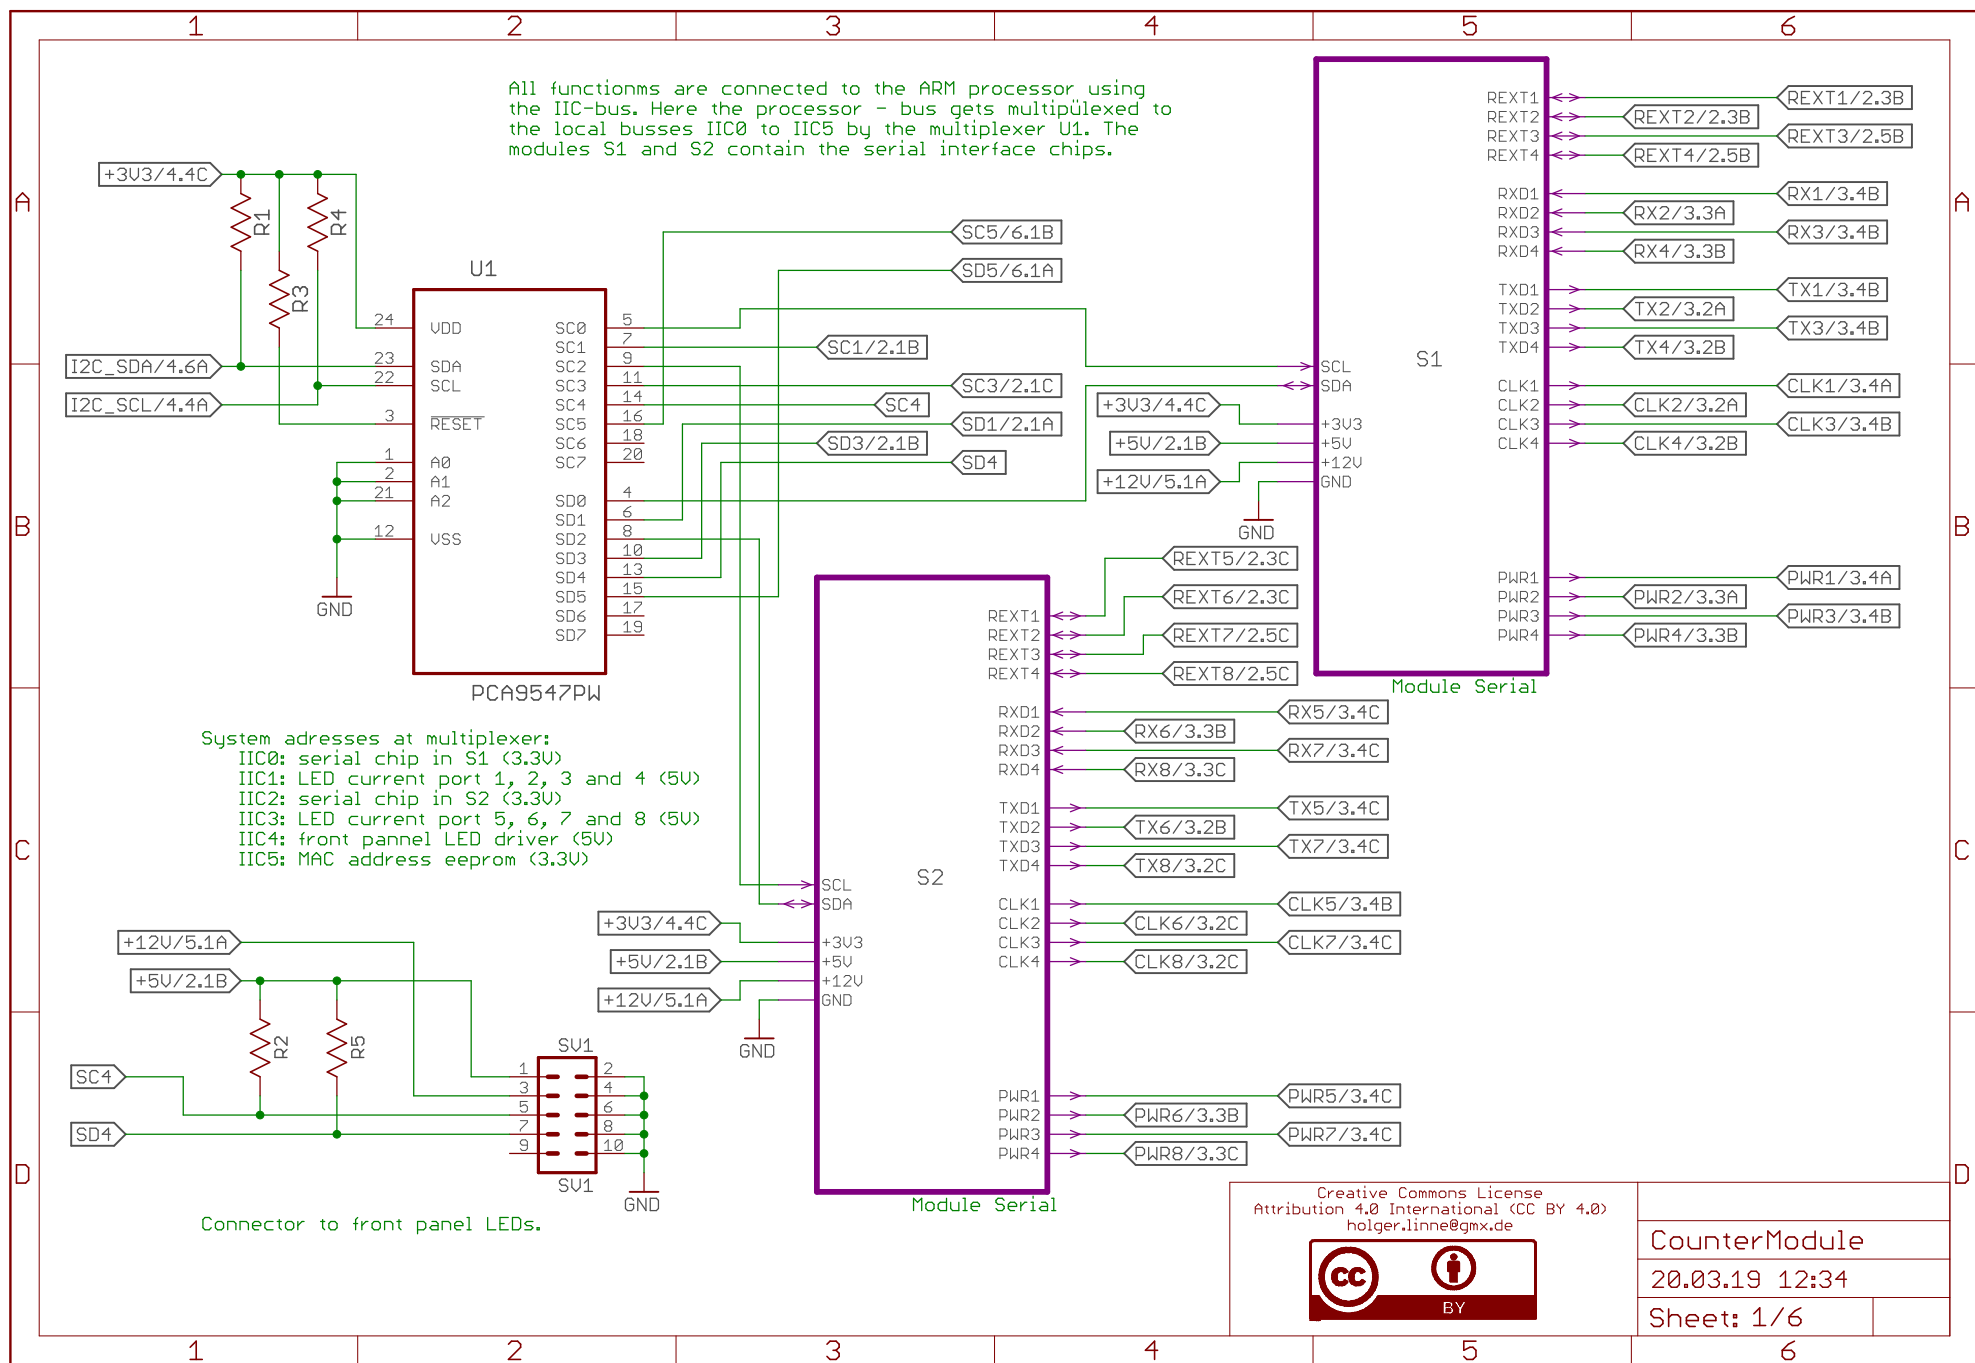 1 2 3 4 5 6
All functionms are connected to the ARM processor using
the IIC-bus. Here the processor - bus gets multipülexed to
the local busses IIC0 to IIC5 by the multiplexer U1. The
modules S1 and S2 contain the serial interface chips.
A
A
+3V3/4.4C
R1
R4
R3
I2C_SDA/4.6A
I2C_SCL/4.4A
U1
24 VDD
23 SDA
22 SCL
3 RESET
1 A0
2 A1
21 A2
12 VSS
GND
SC0 5
SC1 7
SC2 9
SC3 11
SC4 14
SC5 16
SC6 18
SC7 20
SD0 4
SD1 6
SD2 8
SD3 10
SD4 13
SD5 15
SD6 17
SD7 19
PCA9547PW
SC5/6.1B
SD5/6.1A
SC1/2.1B
SC3/2.1C
SC4
SD1/2.1A
SD3/2.1B
SD4
S1
SCL
SDA
+3V3/4.4C
+3V3
+5V/2.1B
+5V
+12V/5.1A
+12V
GND
GND
REXT1 REXT1/2.3B
REXT2 REXT2/2.3B
REXT3 REXT3/2.5B
REXT4 REXT4/2.5B
RXD1 RX1/3.4B
RXD2 RX2/3.3A
RXD3 RX3/3.4B
RXD4 RX4/3.3B
TXD1 TX1/3.4B
TXD2 TX2/3.2A
TXD3 TX3/3.4B
TXD4 TX4/3.2B
CLK1 CLK1/3.4A
CLK2 CLK2/3.2A
CLK3 CLK3/3.4B
CLK4 CLK4/3.2B
PWR1 PWR1/3.4A
PWR2 PWR2/3.3A
PWR3 PWR3/3.4B
PWR4 PWR4/3.3B
Module Serial
B
B
System adresses at multiplexer:
IIC0: serial chip in S1 (3.3V)
IIC1: LED current port 1, 2, 3 and 4 (5V)
IIC2: serial chip in S2 (3.3V)
IIC3: LED current port 5, 6, 7 and 8 (5V)
IIC4: front pannel LED driver (5V)
IIC5: MAC address eeprom (3.3V)
C
C
S2
SCL
SDA
+3V3/4.4C
+3V3
+5V/2.1B
+5V
+12V/5.1A
+12V
GND
GND
REXT1 REXT5/2.3C
REXT2 REXT6/2.3C
REXT3 REXT7/2.5C
REXT4 REXT8/2.5C
RXD1 RX5/3.4C
RXD2 RX6/3.3B
RXD3 RX7/3.4C
RXD4 RX8/3.3C
TXD1 TX5/3.4C
TXD2 TX6/3.2B
TXD3 TX7/3.4C
TXD4 TX8/3.2C
CLK1 CLK5/3.4B
CLK2 CLK6/3.2C
CLK3 CLK7/3.4C
CLK4 CLK8/3.2C
PWR1 PWR5/3.4C
PWR2 PWR6/3.3B
PWR3 PWR7/3.4C
PWR4 PWR8/3.3C
Module Serial
+12V/5.1A
+5V/2.1B
R2
R5
SC4
SD4
SV1
1 2
3 4
5 6
7 8
9 10
SV1
GND
Connector to front panel LEDs.
D
D
Creative Commons License
Attribution 4.0 International (CC BY 4.0)
holger.linne@gmx.de
cc
BY
CounterModule
20.03.19 12:34
Sheet: 1/6
1 2 3 4 5 6